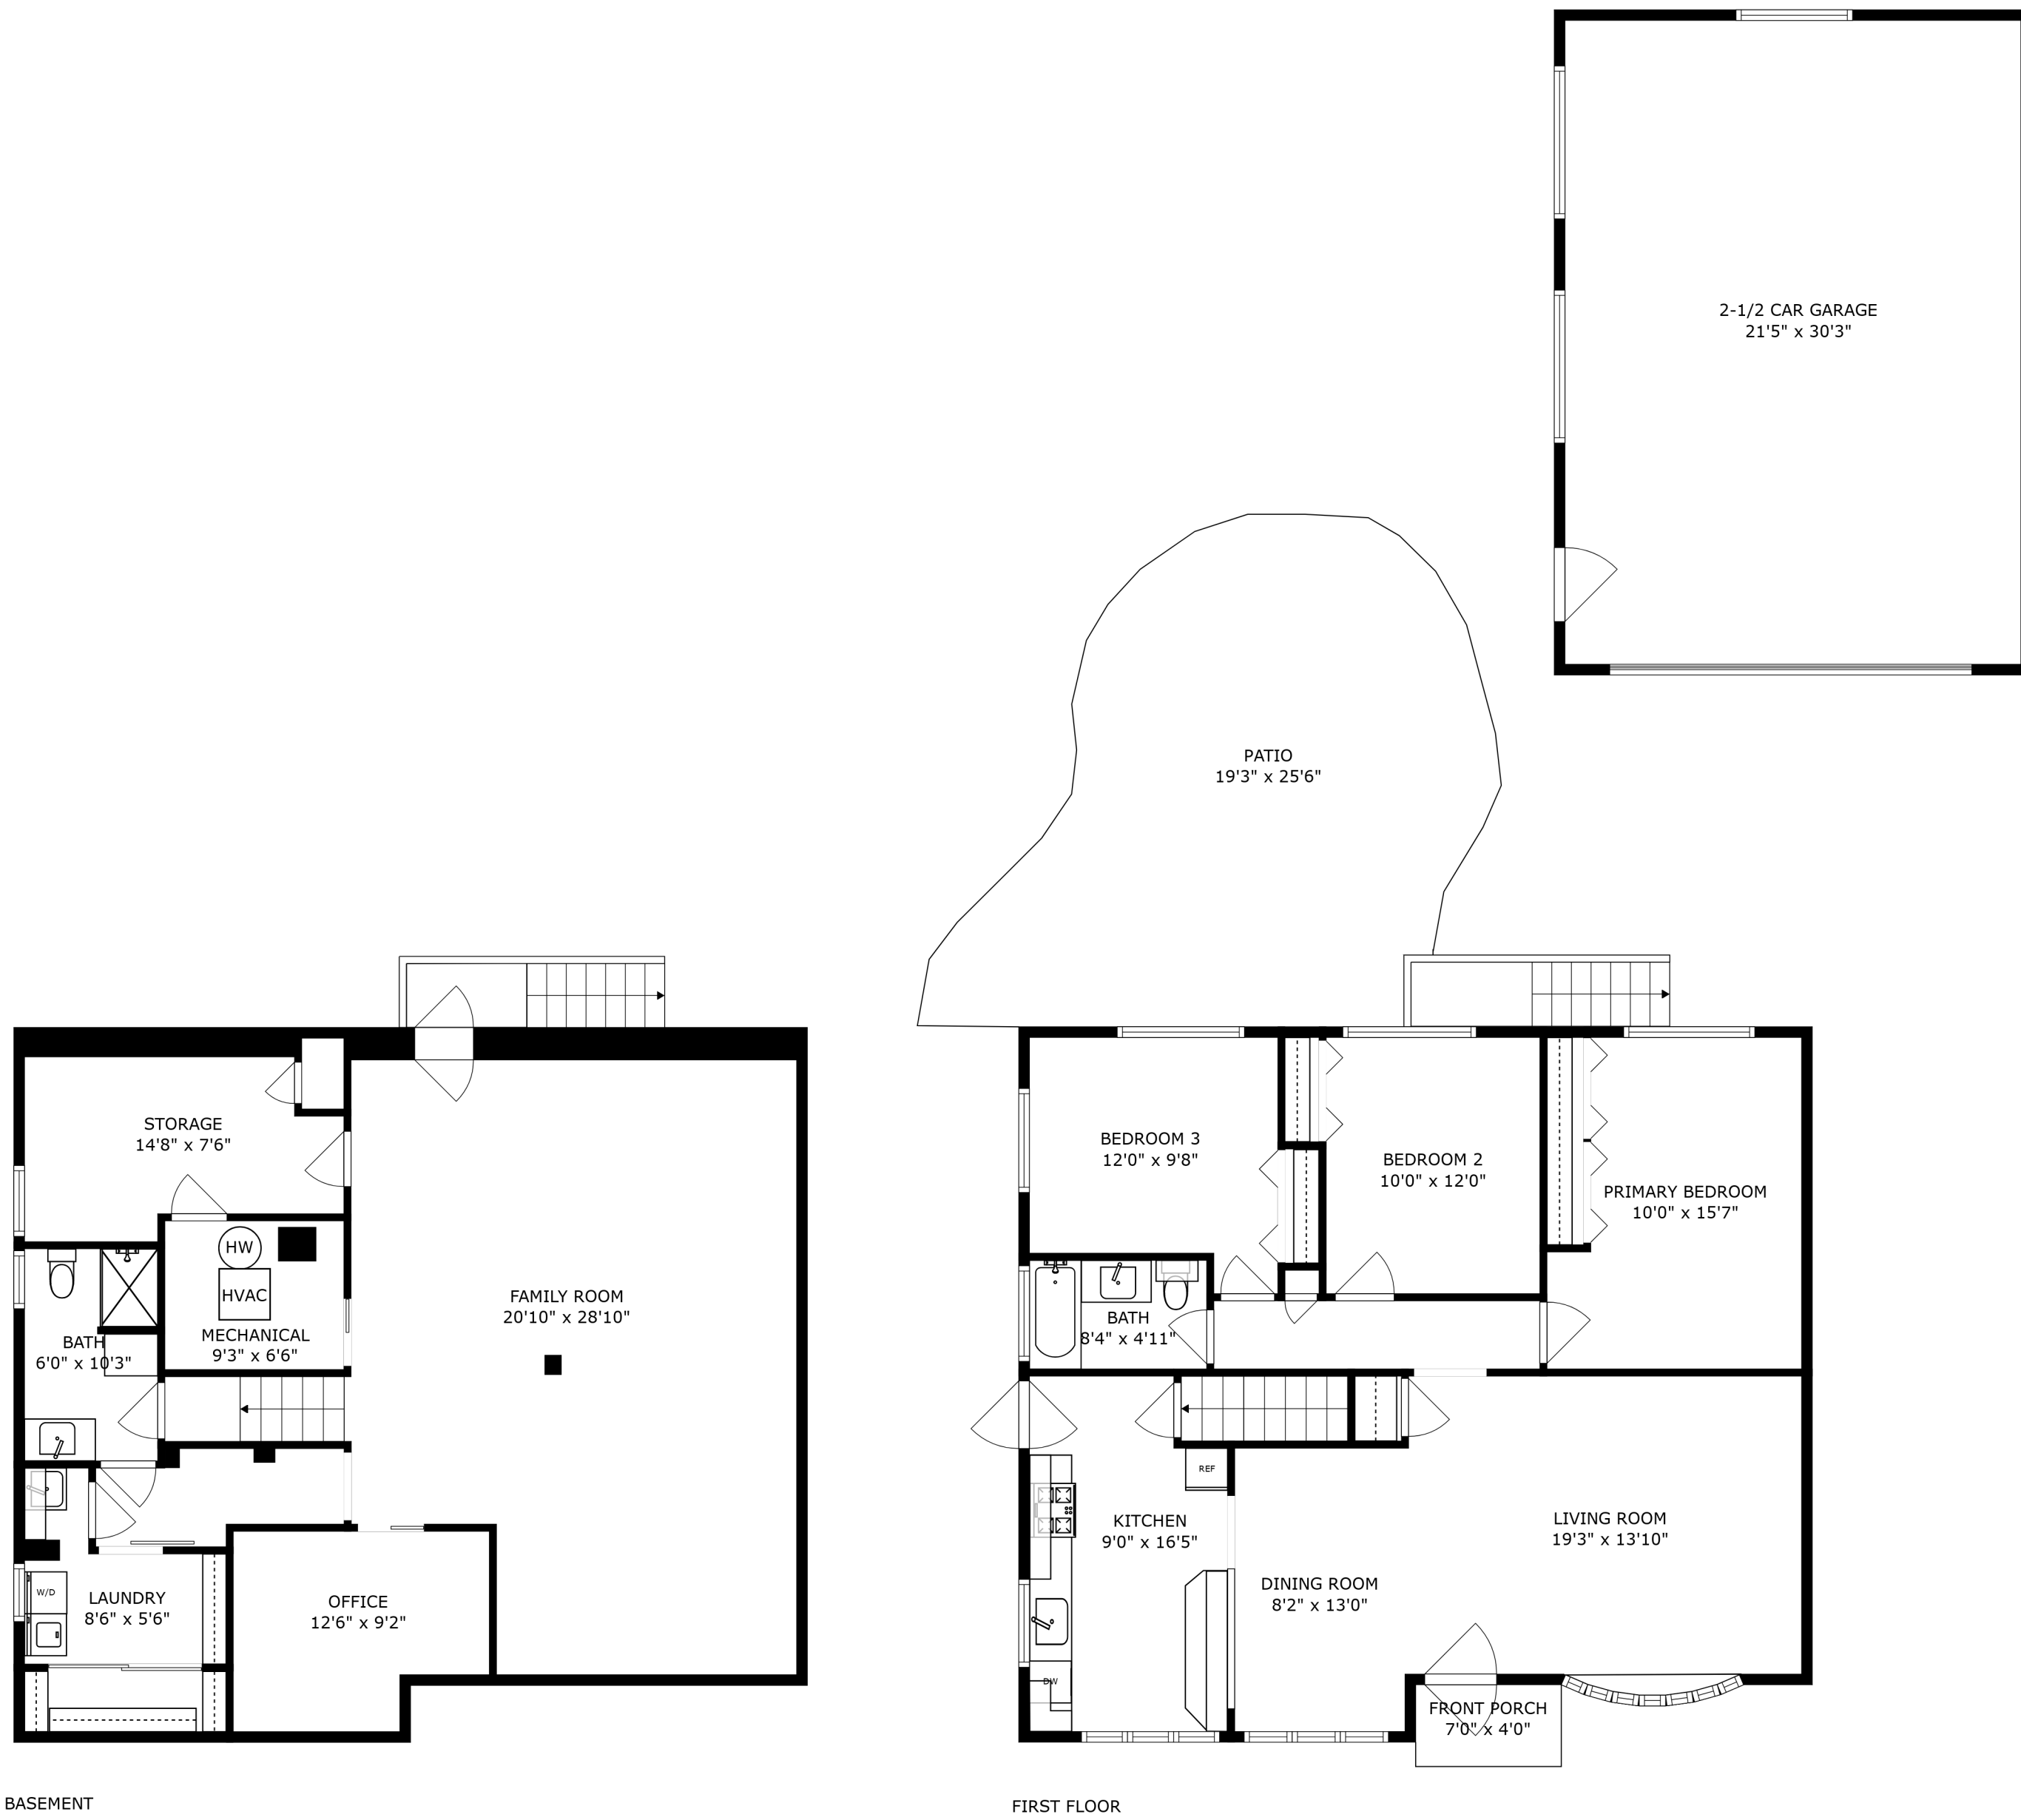 2-1/2 CAR GARAGE
21'5" x 30'3"
PATIO
19'3" x 25'6"
STORAGE
14'8" x 7'6"
HW
HVAC
MECHANICAL
9'3" x 6'6"
BATH
6'0" x 10'3"
FAMILY ROOM
20'10" x 28'10"
W/D
LAUNDRY
8'6" x 5'6"
OFFICE
12'6" x 9'2"
BASEMENT
BEDROOM 3
12'0" x 9'8"
BEDROOM 2
10'0" x 12'0"
PRIMARY BEDROOM
10'0" x 15'7"
BATH
8'4" x 4'11"
REF
KITCHEN
9'0" x 16'5"
LIVING ROOM
19'3" x 13'10"
DINING ROOM
8'2" x 13'0"
DW
FRONT PORCH
7'0" x 4'0"
FIRST FLOOR